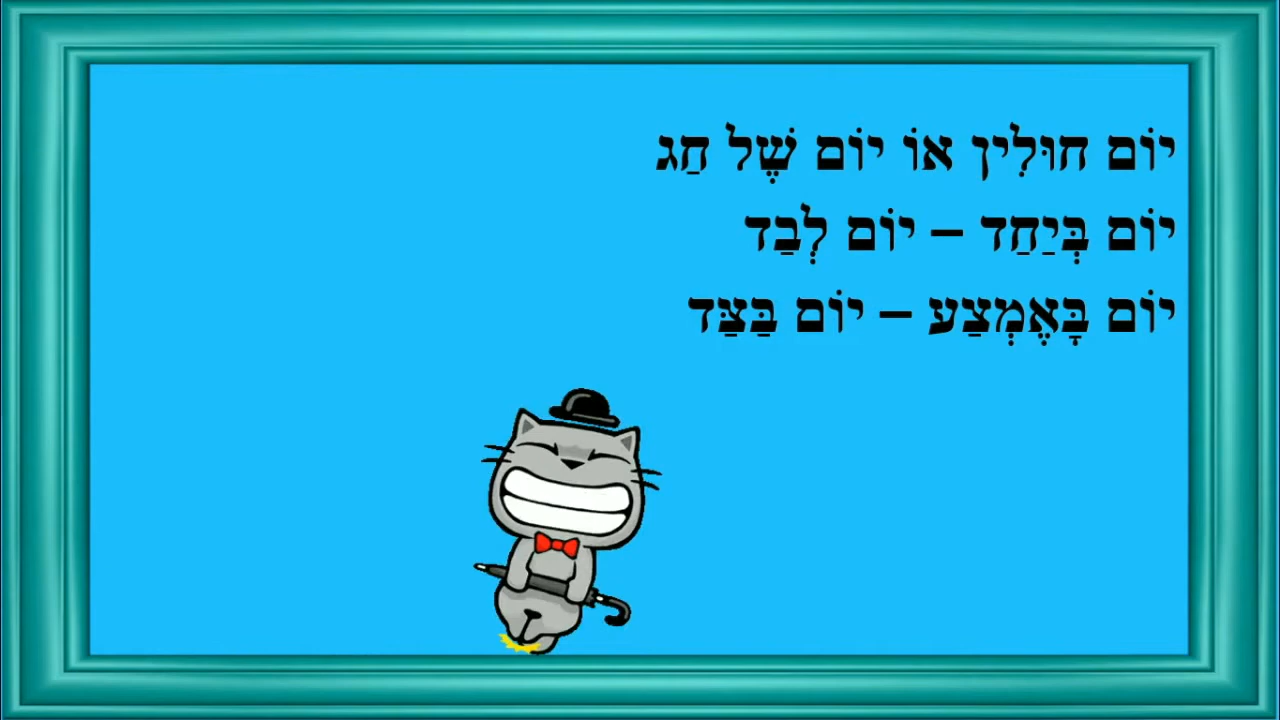 יוֹם חוּלִין אוֹ יוֹם שֶׁל חַג
יוֹם בְּיַחַד – יוֹם לְבַד
יוֹם בָּאֶמְצַע – יוֹם בַּצַּד